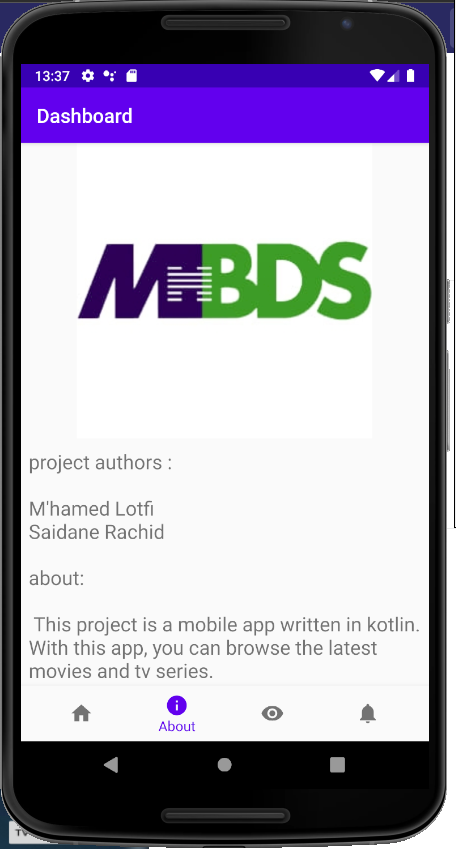 13:37
Dashboard
MBDS
project authors :
M'hamed Lotfi
Saidane Rachid
about:
This project is a mobile app written in kotlin.
With this app, you can browse the latest
movies and tv series.
About
TV